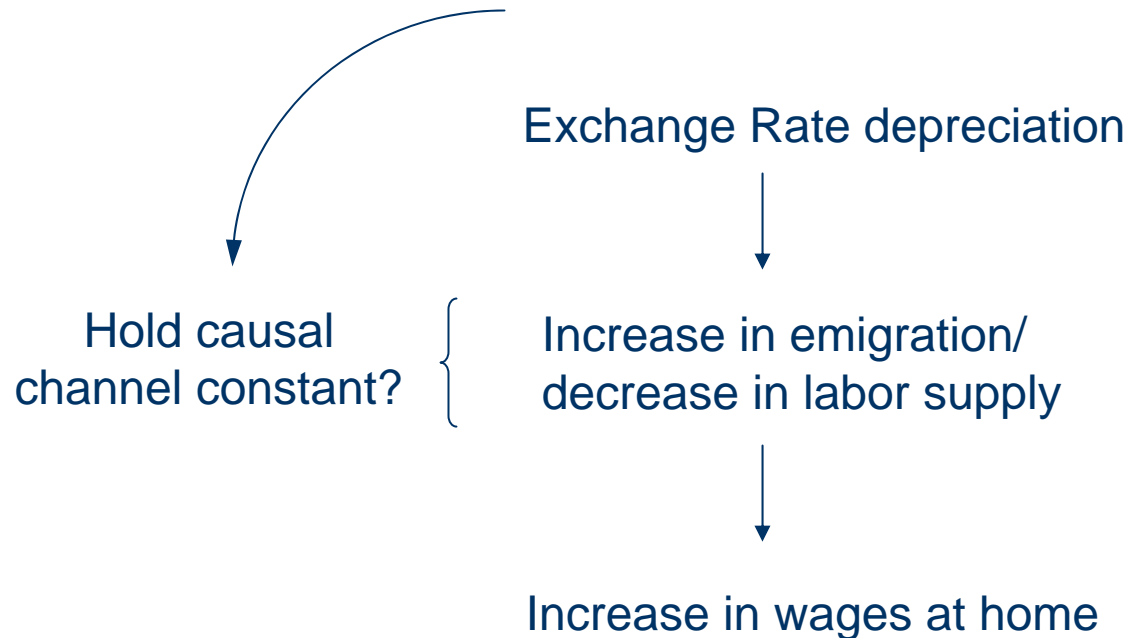 Exchange Rate depreciation
Hold causal
channel constant?
Increase in emigration/
decrease in labor supply
Increase in wages at home